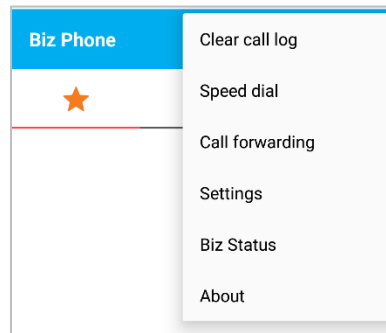 Biz Phone
Clear call log
Speed dial
Call forwarding
Settings
Biz Status
About